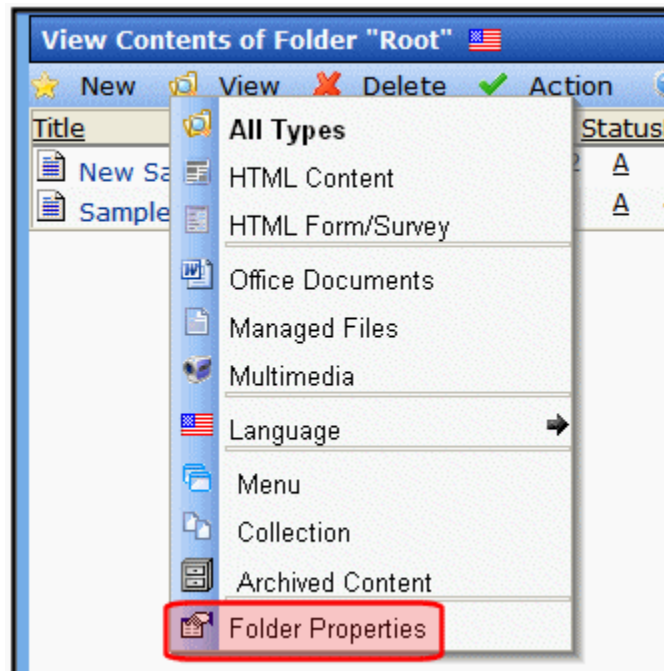 View Contents of Folder "Root"
New View Delete Action
Title Status
New Sa 2 A
Sample A
All Types
HTML Content
HTML Form/Survey
Office Documents
Managed Files
Multimedia
Language
Menu
Collection
Archived Content
Folder Properties